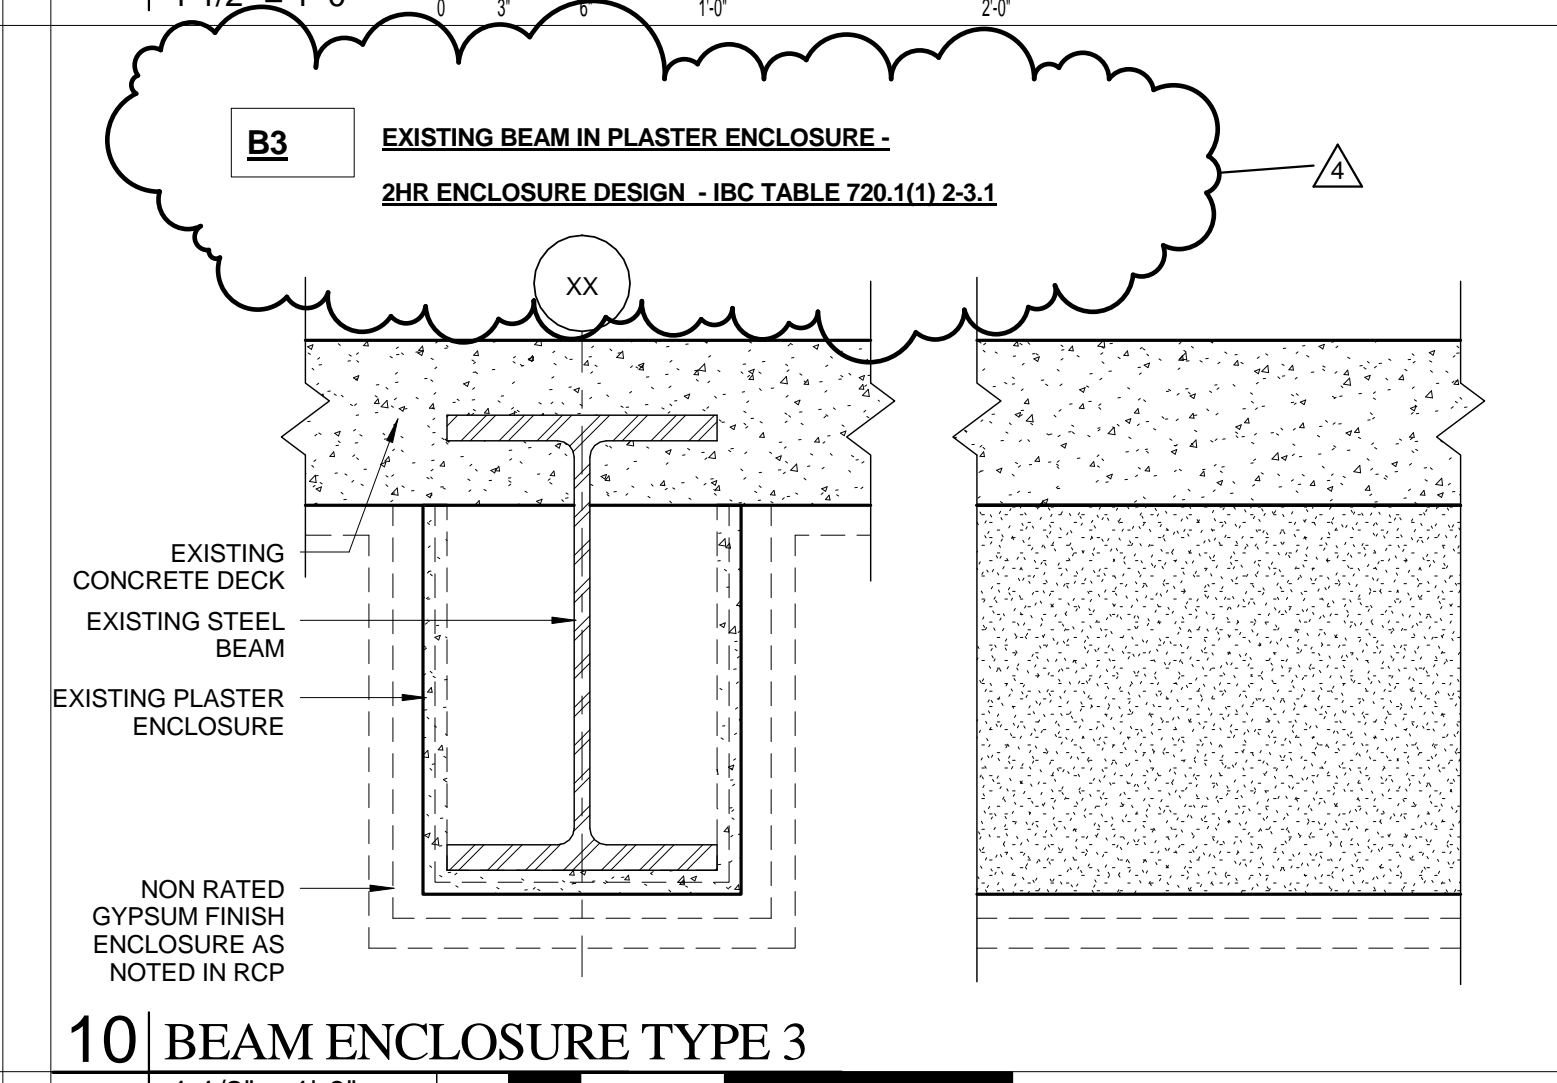 0 3" 6" 1'-0" 2'-0"
B3
EXISTING BEAM IN PLASTER ENCLOSURE -
2HR ENCLOSURE DESIGN - IBC TABLE 720.1(1) 2-3.1
4
XX
EXISTING
CONCRETE DECK
EXISTING STEEL
BEAM
EXISTING PLASTER
ENCLOSURE
NON RATED
GYPSUM FINISH
ENCLOSURE AS
NOTED IN RCP
10 BEAM ENCLOSURE TYPE 3